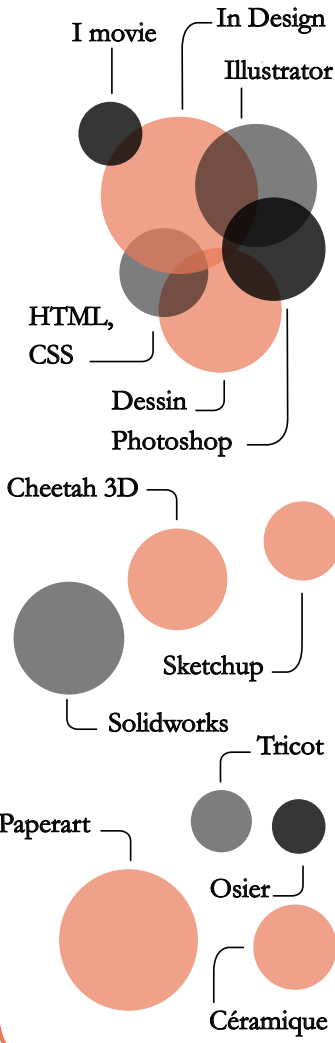 In Design
I movie
Illustrator
HTML,
CSS
Dessin
Photoshop
Cheetah 3D
Sketchup
Solidworks
Tricot
Paperart
Osier
Céramique